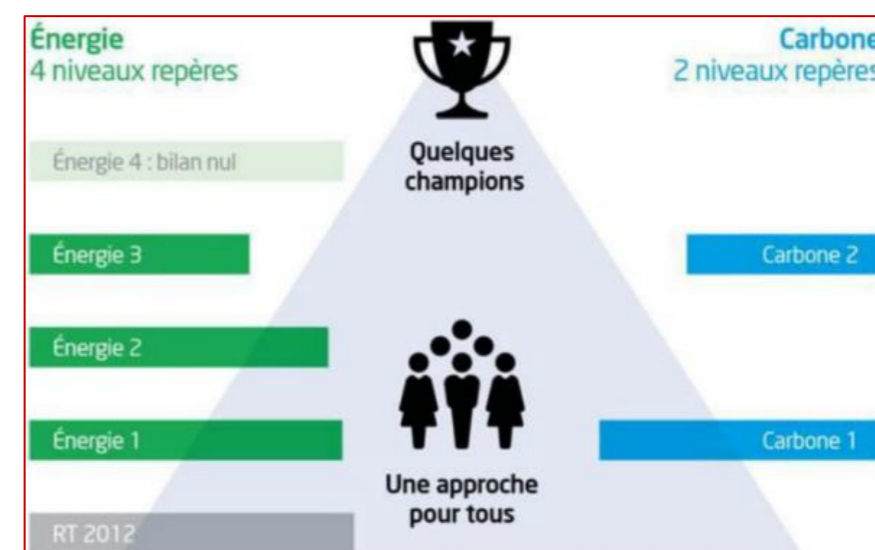 Énergie
4 niveaux repères
Carbone
2 niveaux repères
Quelques
champions
Énergie 4 : bilan nul
Énergie 3
Carbone 2
Énergie 2
Énergie 1
Carbone 1
Une approche
pour tous
RT 2012